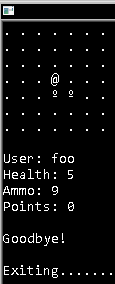 . . . . . . .
. . . . . . .
. . . @ . . .
. . . º º . .
. . . . . . .
. . . . . . .
User: foo
Health: 5
Ammo: 9
Points: 0
Goodbye!
Exiting.......